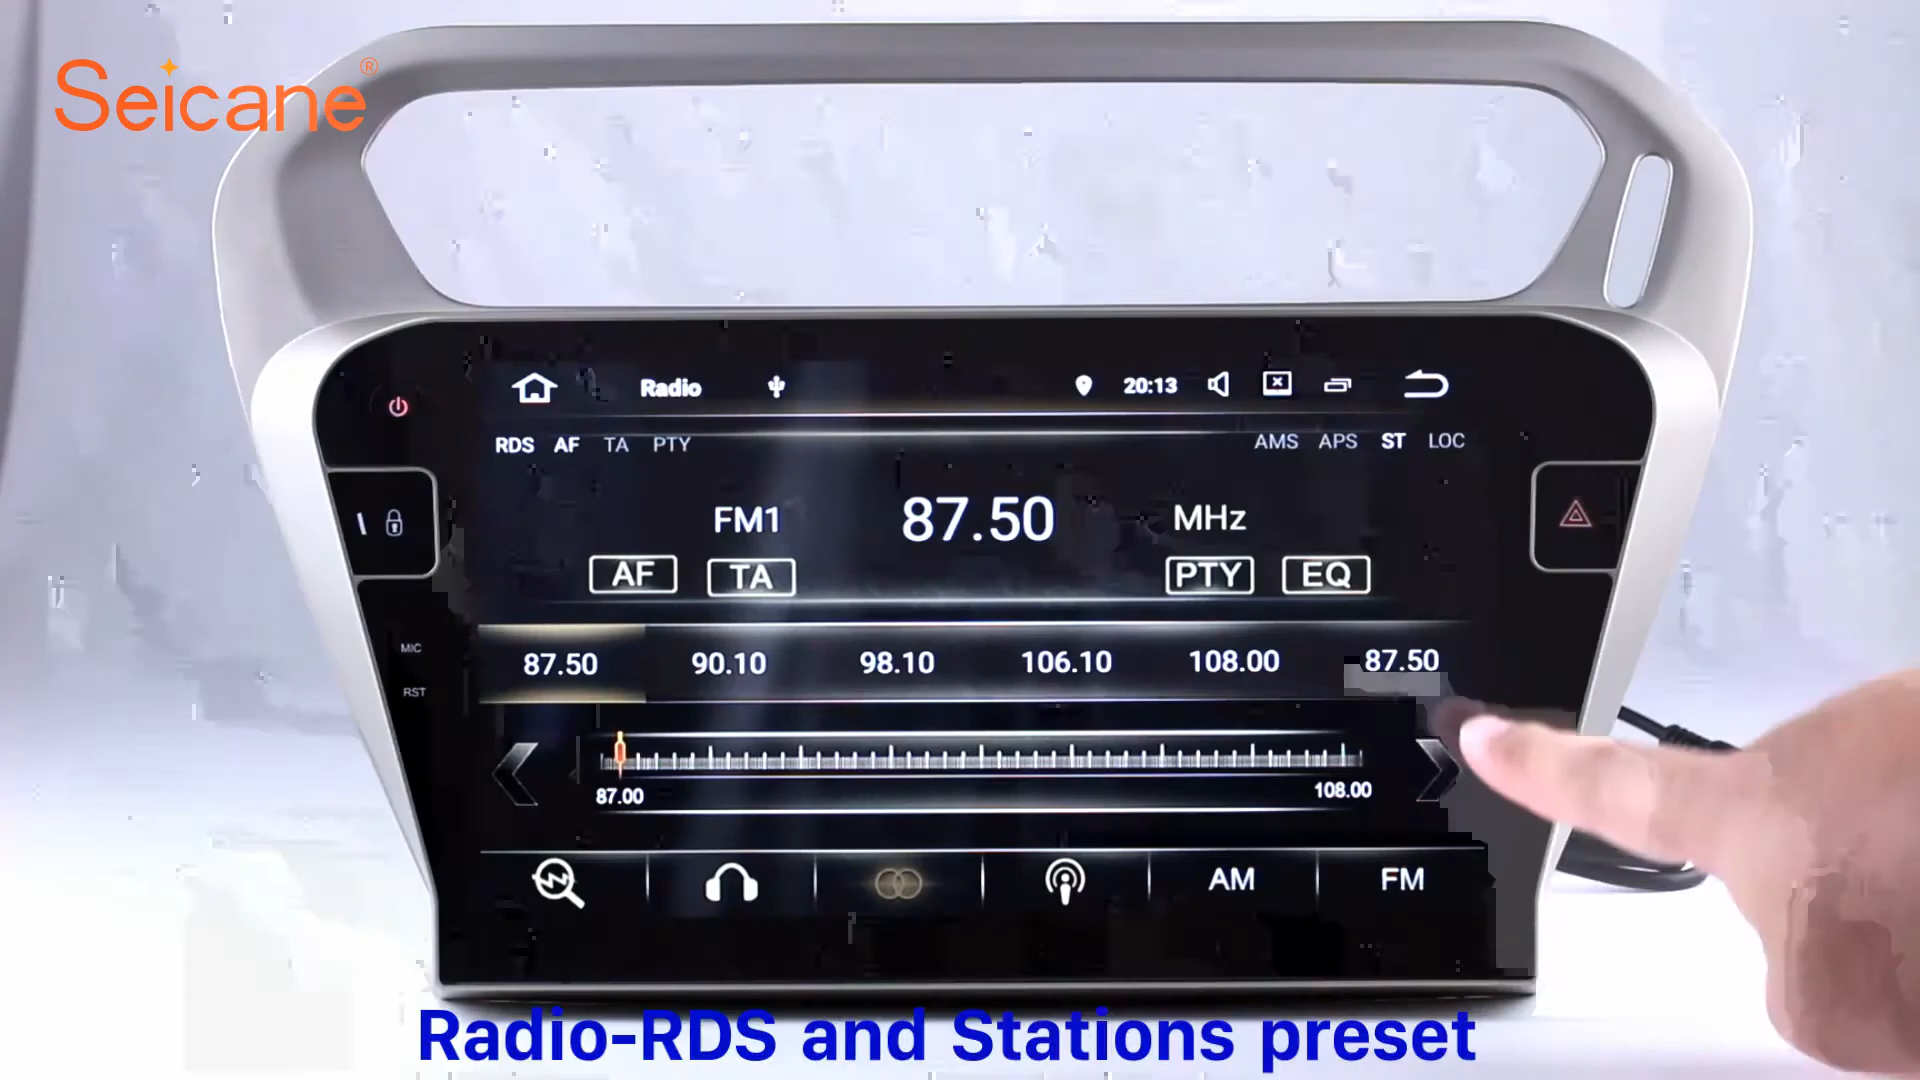 Seicane®
Radio 20:13
RDS AF TA PTY AMS APS ST LOC
FM1 87.50 MHz
AF TA PTY EQ
MIC
87.50 90.10 98.10 106.10 108.00 87.50
RST
87.00 108.00
AM FM
Radio-RDS and Stations preset